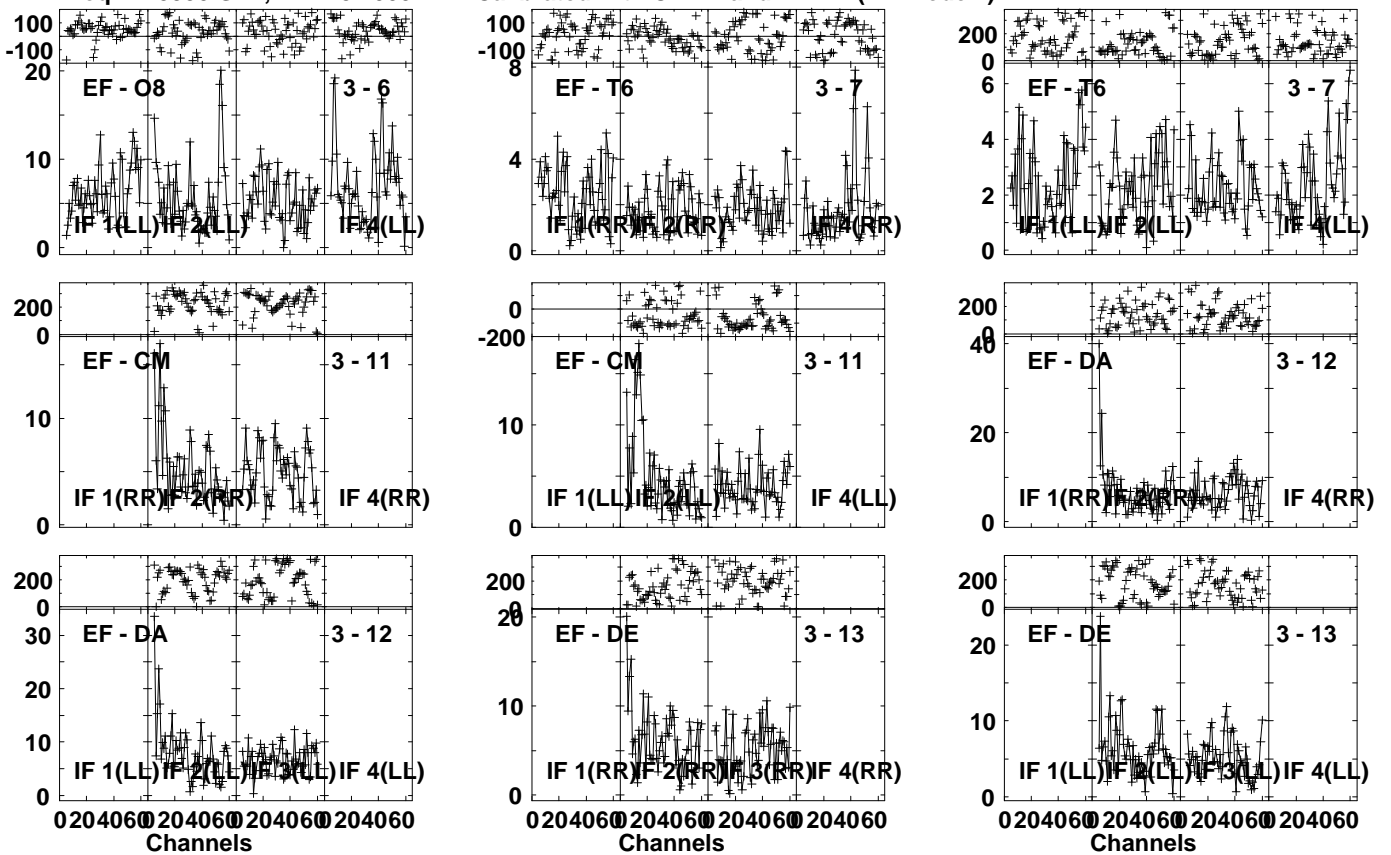 100
-100
20
10
0
EF - O8
3 - 6
IF 1(LL)
IF 2(LL)
IF 4(LL)
100
-100
8
4
0
EF - T6
3 - 7
IF 1(RR)
IF 2(RR)
IF 4(RR)
200
0
6
4
2
0
EF - T6
3 - 7
IF 1(LL)
IF 2(LL)
IF 4(LL)
200
0
10
0
EF - CM
3 - 11
IF 1(RR)
IF 2(RR)
IF 4(RR)
0
-200
10
0
EF - CM
3 - 11
IF 1(LL)
IF 2(LL)
IF 4(LL)
200
0
40
20
0
EF - DA
3 - 12
IF 1(RR)
IF 2(RR)
IF 4(RR)
200
0
30
20
10
0
EF - DA
3 - 12
IF 1(LL)
IF 2(LL)
IF 3(LL)
IF 4(LL)
0 20 40 60 0 20 40 60 0 20 40 60 0 20 40 60
Channels
200
0
20
10
0
EF - DE
3 - 13
IF 1(RR)
IF 2(RR)
IF 3(RR)
IF 4(RR)
0 20 40 60 0 20 40 60 0 20 40 60 0 20 40 60
Channels
200
0
20
10
0
EF - DE
3 - 13
IF 1(LL)
IF 2(LL)
IF 3(LL)
IF 4(LL)
0 20 40 60 0 20 40 60 0 20 40 60 0 20 40 60
Channels